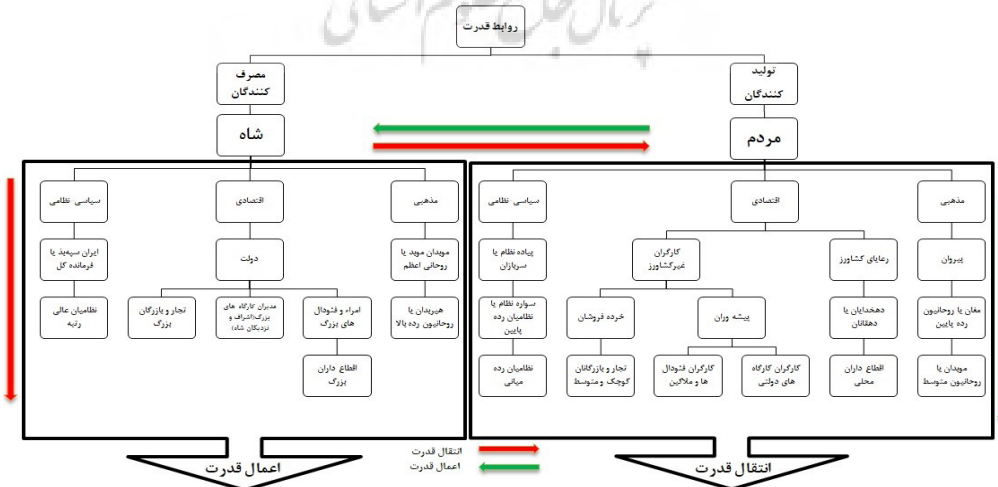 پرتال جامع علوم انسانی
روابط قدرت
تولید
کنندگان
مصرف
کنندگان
مردم
شاه
مذهبی
اقتصادی
سیاسی نظامی
پیروان
مغان یا روحانیون
رده پایین
موبدان یا
روحانیون متوسط
رعایای کشاورز
دهخدایان یا
دهقانان
اقطاع داران
محلی
کارگران
غیرکشاورز
پیشه وران
کارگران کارگاه
های دولتی
کارگران فئودال
ها و ملاکین
خرده فروشان
تجار و بازرگانان
کوچک و متوسط
پیاده نظام یا
سربازان
سواره نظام یا
نظامیان رده
پایین
نظامیان رده
میانی
مذهبی
اقتصادی
سیاسی نظامی
موبدان موبد یا
روحانی اعظم
هیربدان یا
روحانیون رده بالا
دولت
امراء و فئودال
های بزرگ
اقطاع داران
بزرگ
مدیران کارگاه های
بزرگ(اشراف و
نزدیکان شاه)
تجار و بازرگان
بزرگ
ایران سپهبد یا
فرمانده کل
نظامیان عالی
رتبه
انتقال قدرت
اعمال قدرت
انتقال قدرت
اعمال قدرت